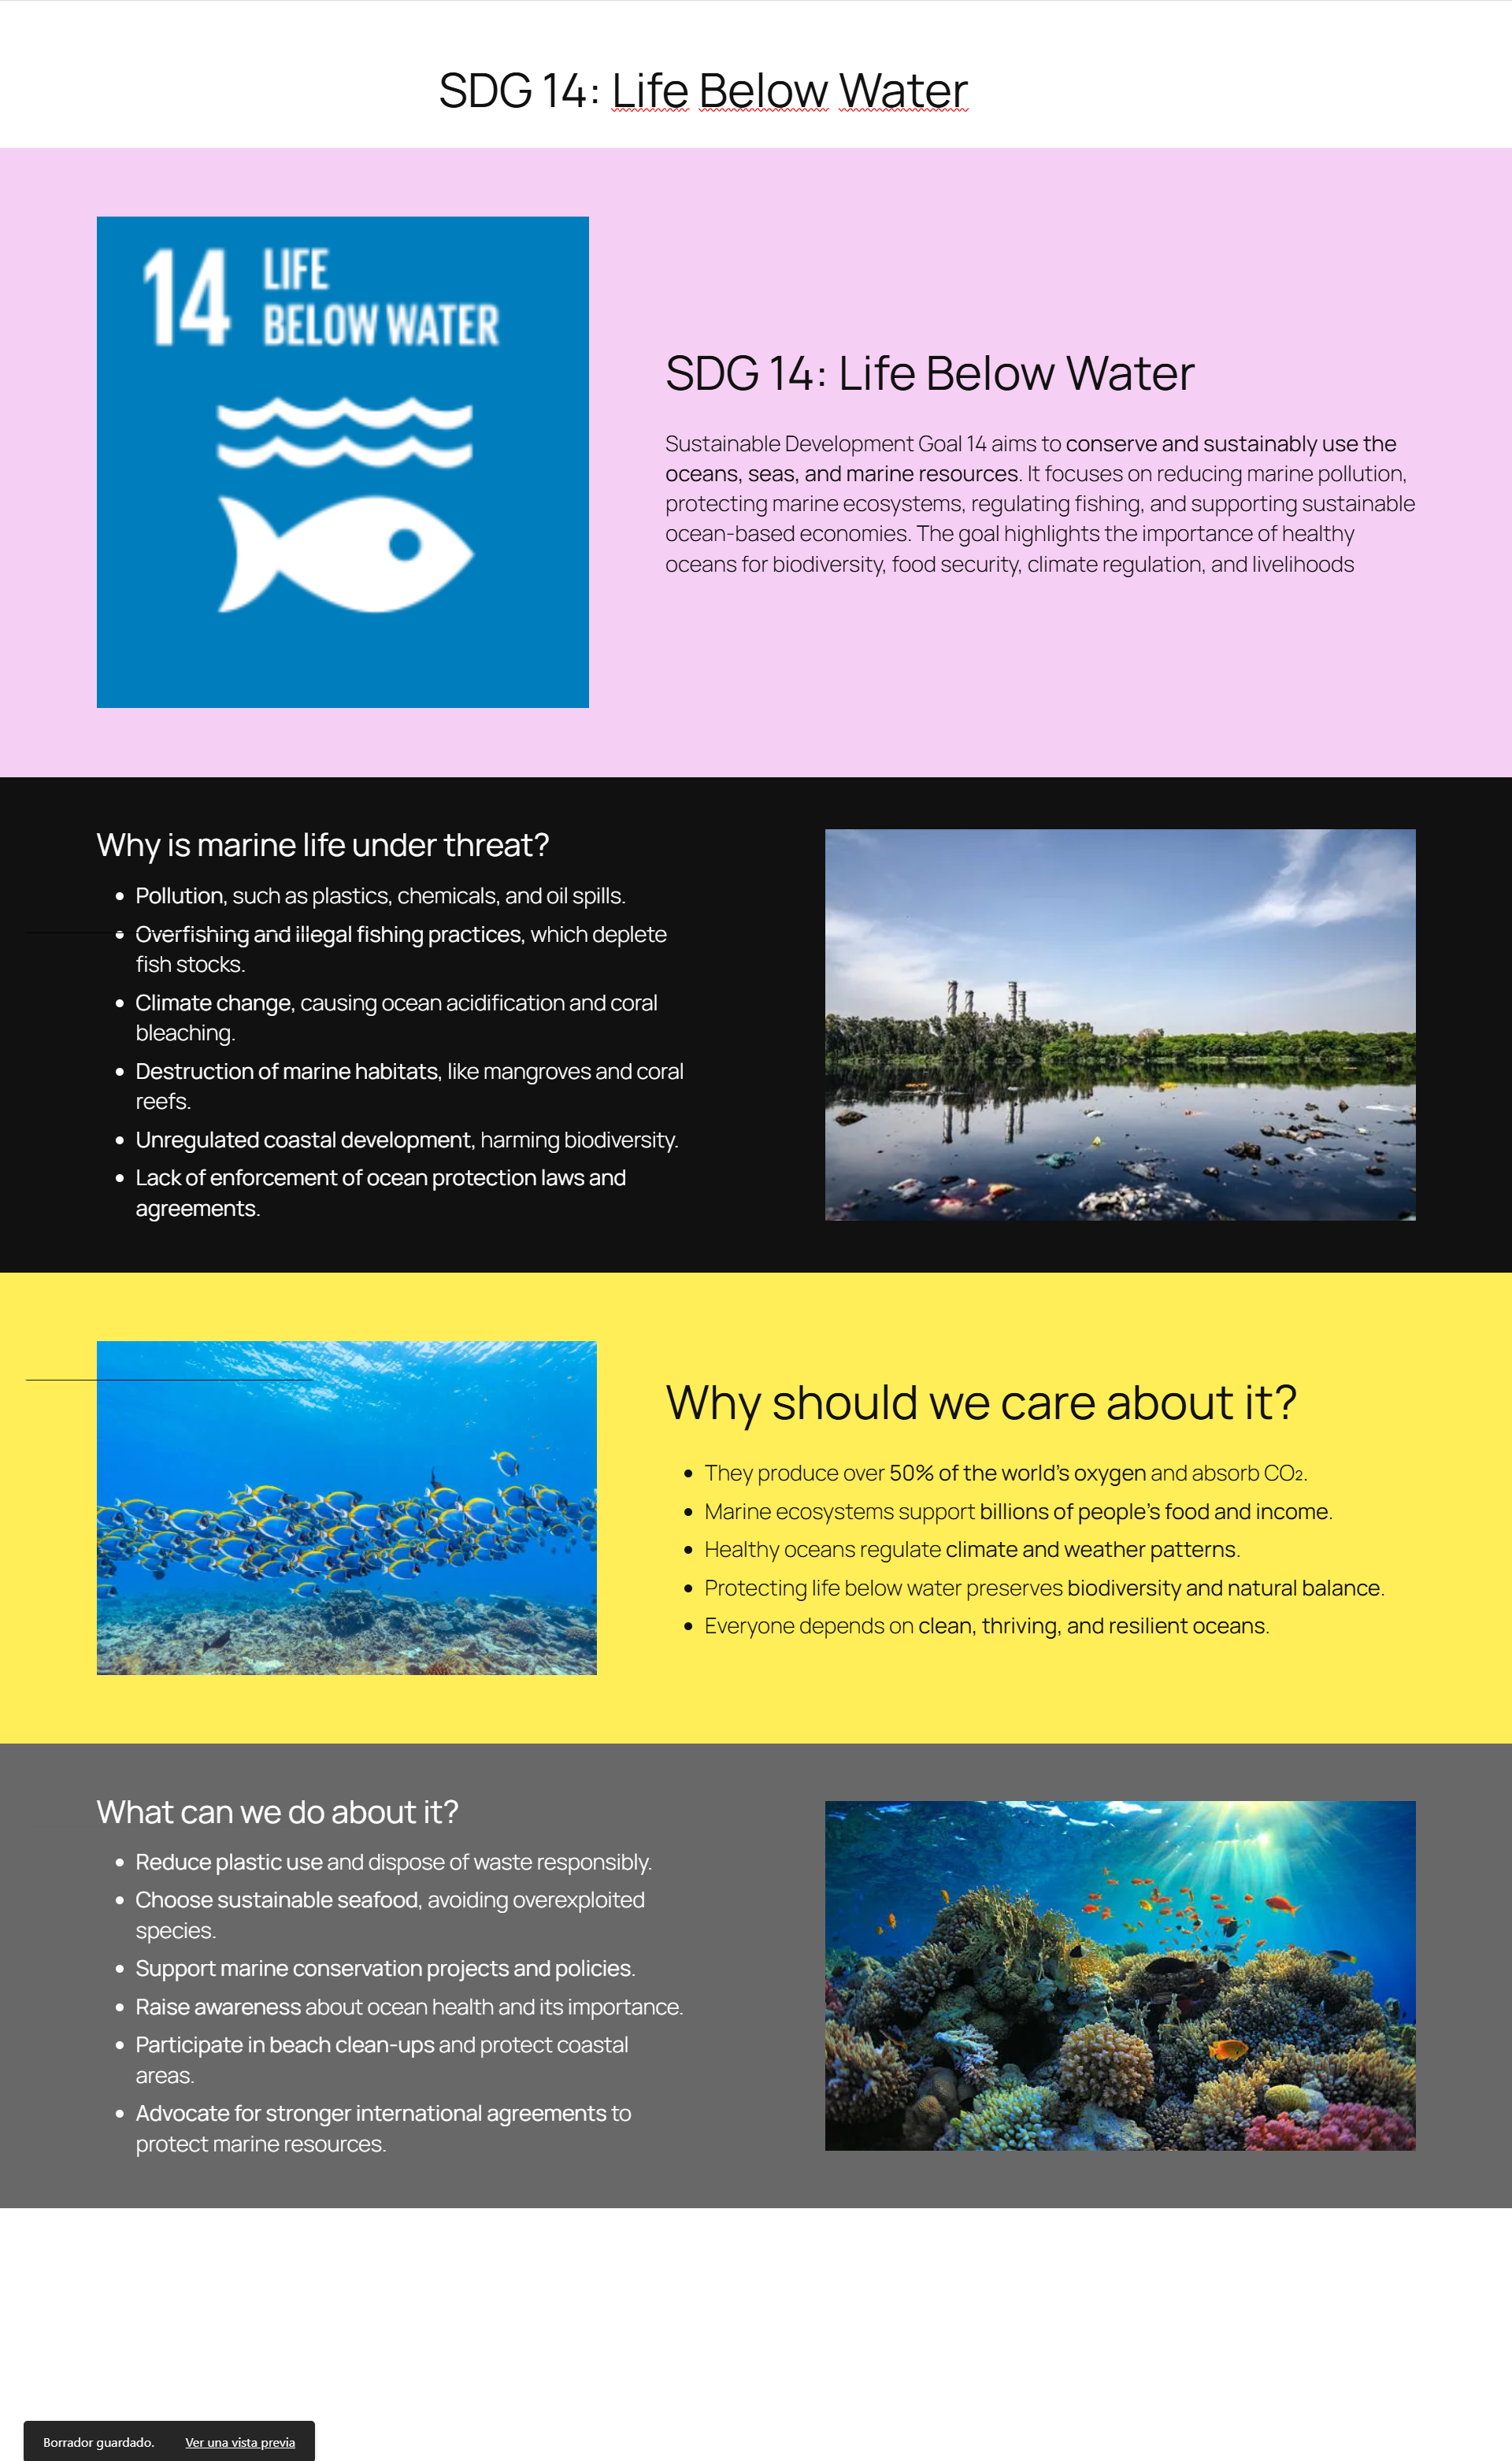 SDG 14: Life Below Water
14 LIFE
BELOW WATER
SDG 14: Life Below Water
Sustainable Development Goal 14 aims to conserve and sustainably use the
oceans, seas, and marine resources. It focuses on reducing marine pollution,
protecting marine ecosystems, regulating fishing, and supporting sustainable
ocean-based economies. The goal highlights the importance of healthy
oceans for biodiversity, food security, climate regulation, and livelihoods
Why is marine life under threat?
• Pollution, such as plastics, chemicals, and oil spills.
• Overfishing and illegal fishing practices, which deplete
fish stocks.
• Climate change, causing ocean acidification and coral
bleaching.
• Destruction of marine habitats, like mangroves and coral
reefs.
• Unregulated coastal development, harming biodiversity.
• Lack of enforcement of ocean protection laws and
agreements.
Why should we care about it?
• They produce over 50% of the world's oxygen and absorb CO₂.
• Marine ecosystems support billions of people's food and income.
• Healthy oceans regulate climate and weather patterns.
• Protecting life below water preserves biodiversity and natural balance.
• Everyone depends on clean, thriving, and resilient oceans.
What can we do about it?
• Reduce plastic use and dispose of waste responsibly.
• Choose sustainable seafood, avoiding overexploited
species.
• Support marine conservation projects and policies.
• Raise awareness about ocean health and its importance.
• Participate in beach clean-ups and protect coastal
areas.
• Advocate for stronger international agreements to
protect marine resources.
Borrador guardado. Ver una vista previa